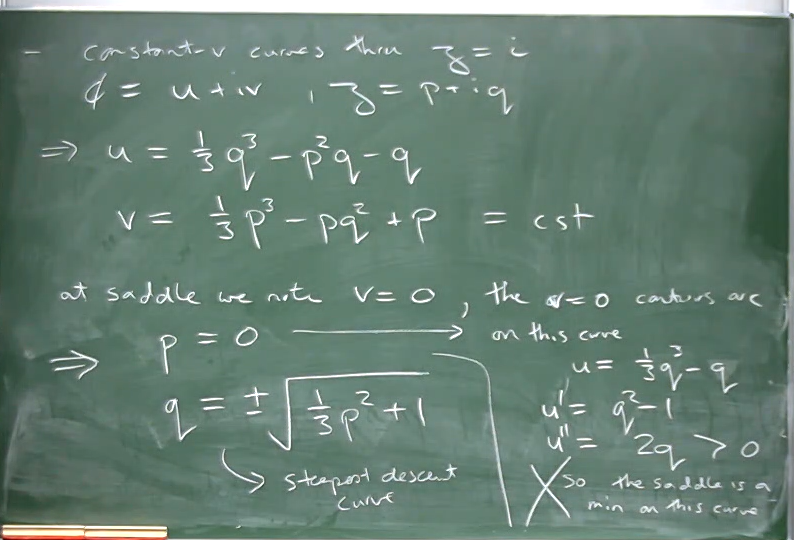 - constant-v curves thru z = i
ϕ = u + iv , z = p + iq
⇒ u = 1/3 q³ - p²q - q
v = 1/3 p³ - pq² + p = cst
at saddle we note v = 0 , the v=0 contours are
⇒ p = 0 ⟶ on this curve
u = 1/3 q³ - q
q = ± √(1/3 p² + 1)
u' = q² - 1
u'' = 2q > 0
↳ steepest descent curve
X so the saddle is a
min on this curve